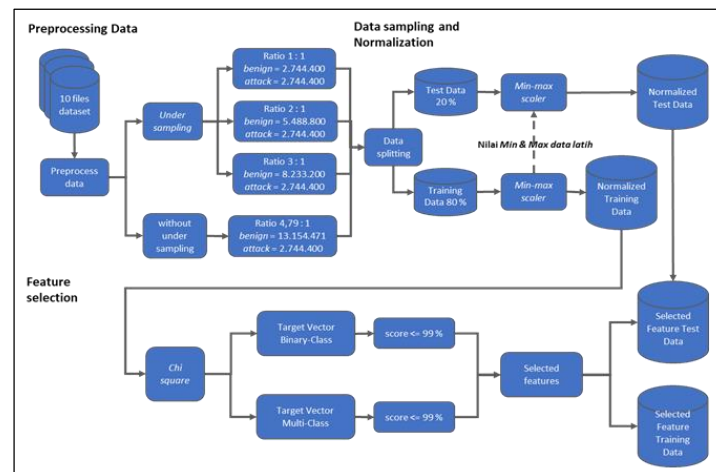 Preprocessing Data
10 files
dataset
Preprocess
data
Under
sampling
without
under
sampling
Ratio 1 : 1
benign = 2.744.400
attack = 2.744.400
Ratio 2 : 1
benign = 5.488.800
attack = 2.744.400
Ratio 3 : 1
benign = 8.233.200
attack = 2.744.400
Ratio 4,79 : 1
benign = 13.154.471
attack = 2.744.400
Data sampling and
Normalization
Data
splitting
Test Data
20 %
Min-max
scaler
Normalized
Test Data
Nilai Min & Max data latih
Training
Data 80 %
Min-max
scaler
Normalized
Training
Data
Feature
selection
Chi
square
Target Vector
Binary-Class
score <= 99 %
Target Vector
Multi-Class
score <= 99 %
Selected
features
Selected
Feature Test
Data
Selected
Feature
Training
Data